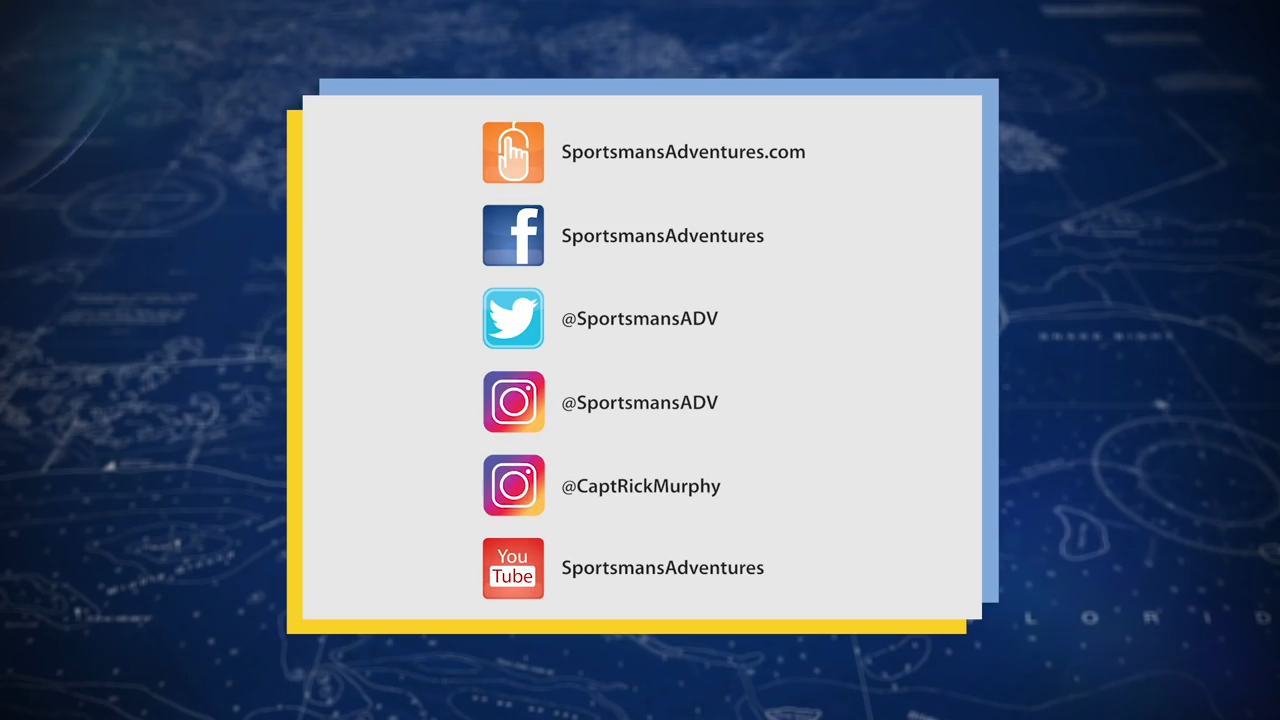 SportsmansAdventures.com
SportsmansAdventures
@SportsmansADV
@SportsmansADV
@CaptRickMurphy
You
Tube
SportsmansAdventures
L O R I D